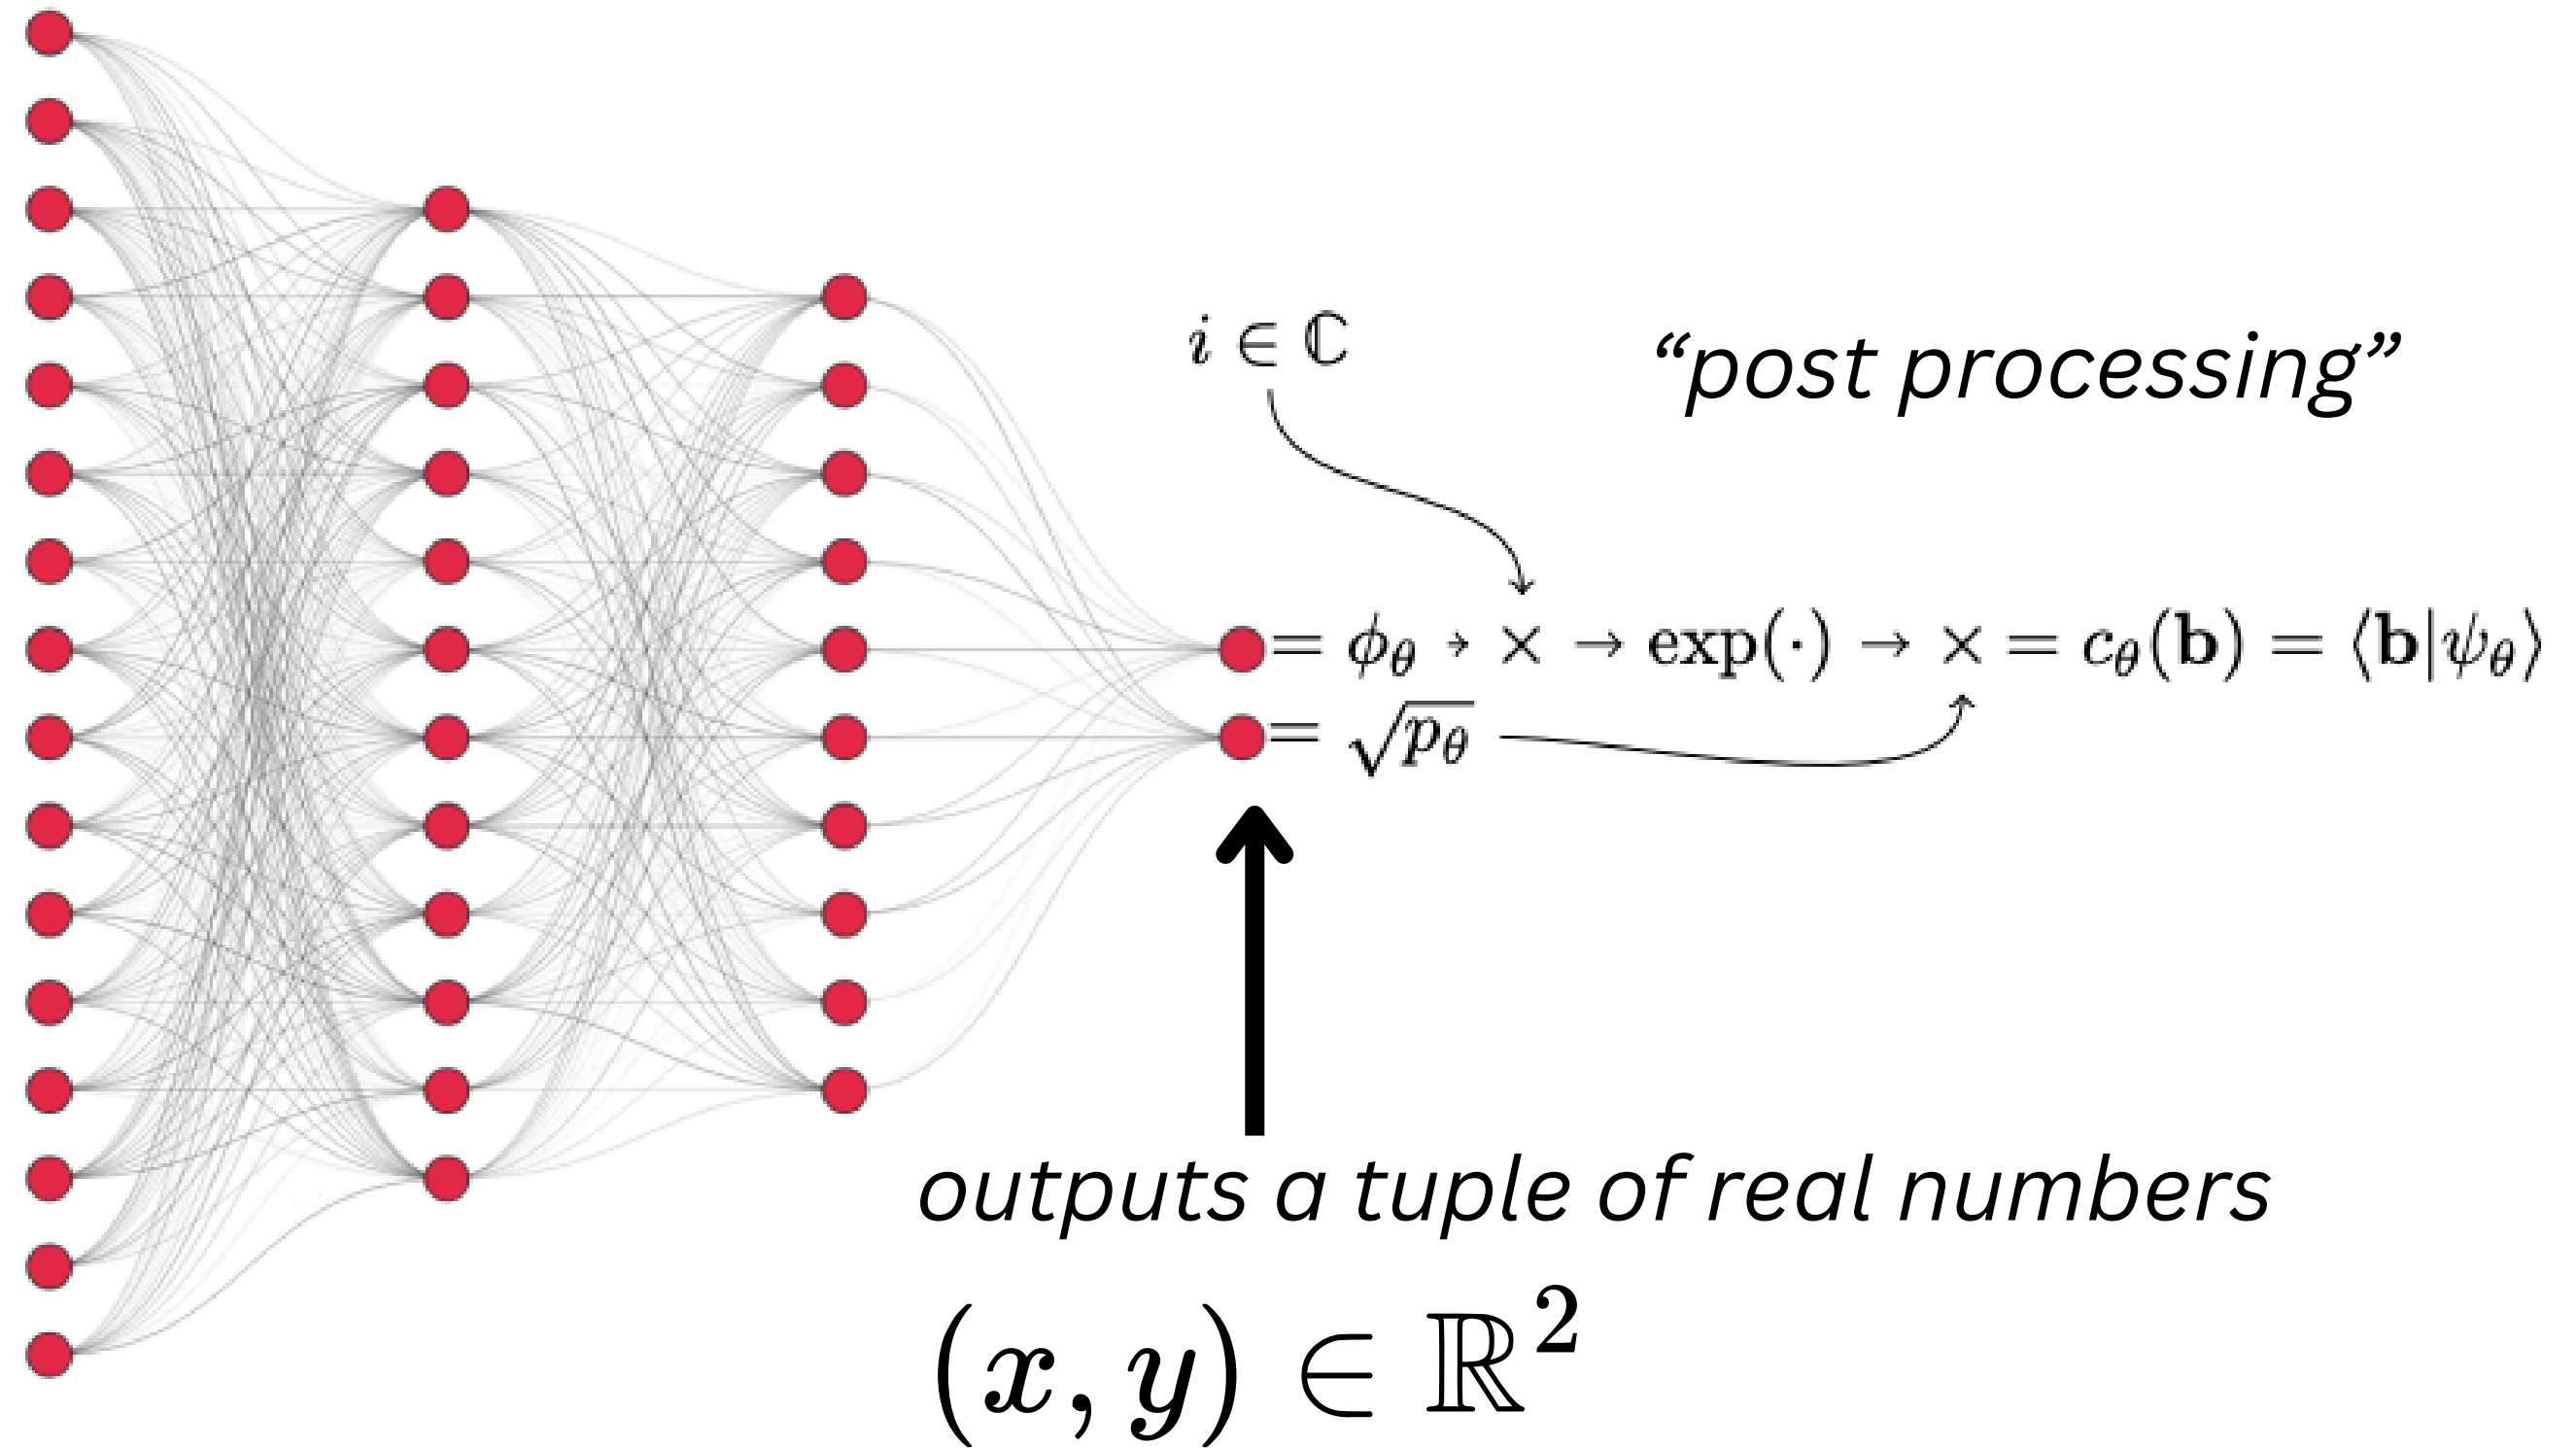 i ∈ ℂ
“post processing”
= ϕ_θ → × → exp(·) → × = c_θ(𝐛) = ⟨𝐛|ψ_θ⟩
= √p_θ
outputs a tuple of real numbers
(x, y) ∈ ℝ²